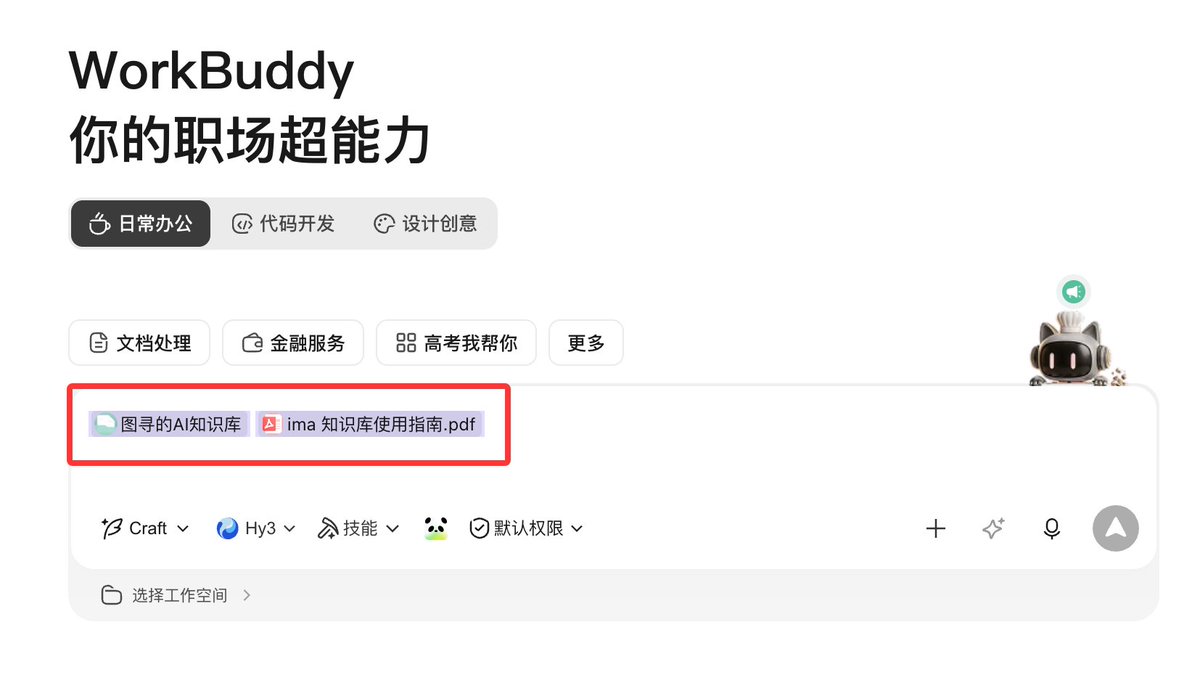 WorkBuddy
你的职场超能力
日常办公 代码开发 设计创意
文档处理 金融服务 高考我帮你 更多
图寻的AI知识库 ima 知识库使用指南.pdf
Craft Hy3 技能 默认权限
选择工作空间